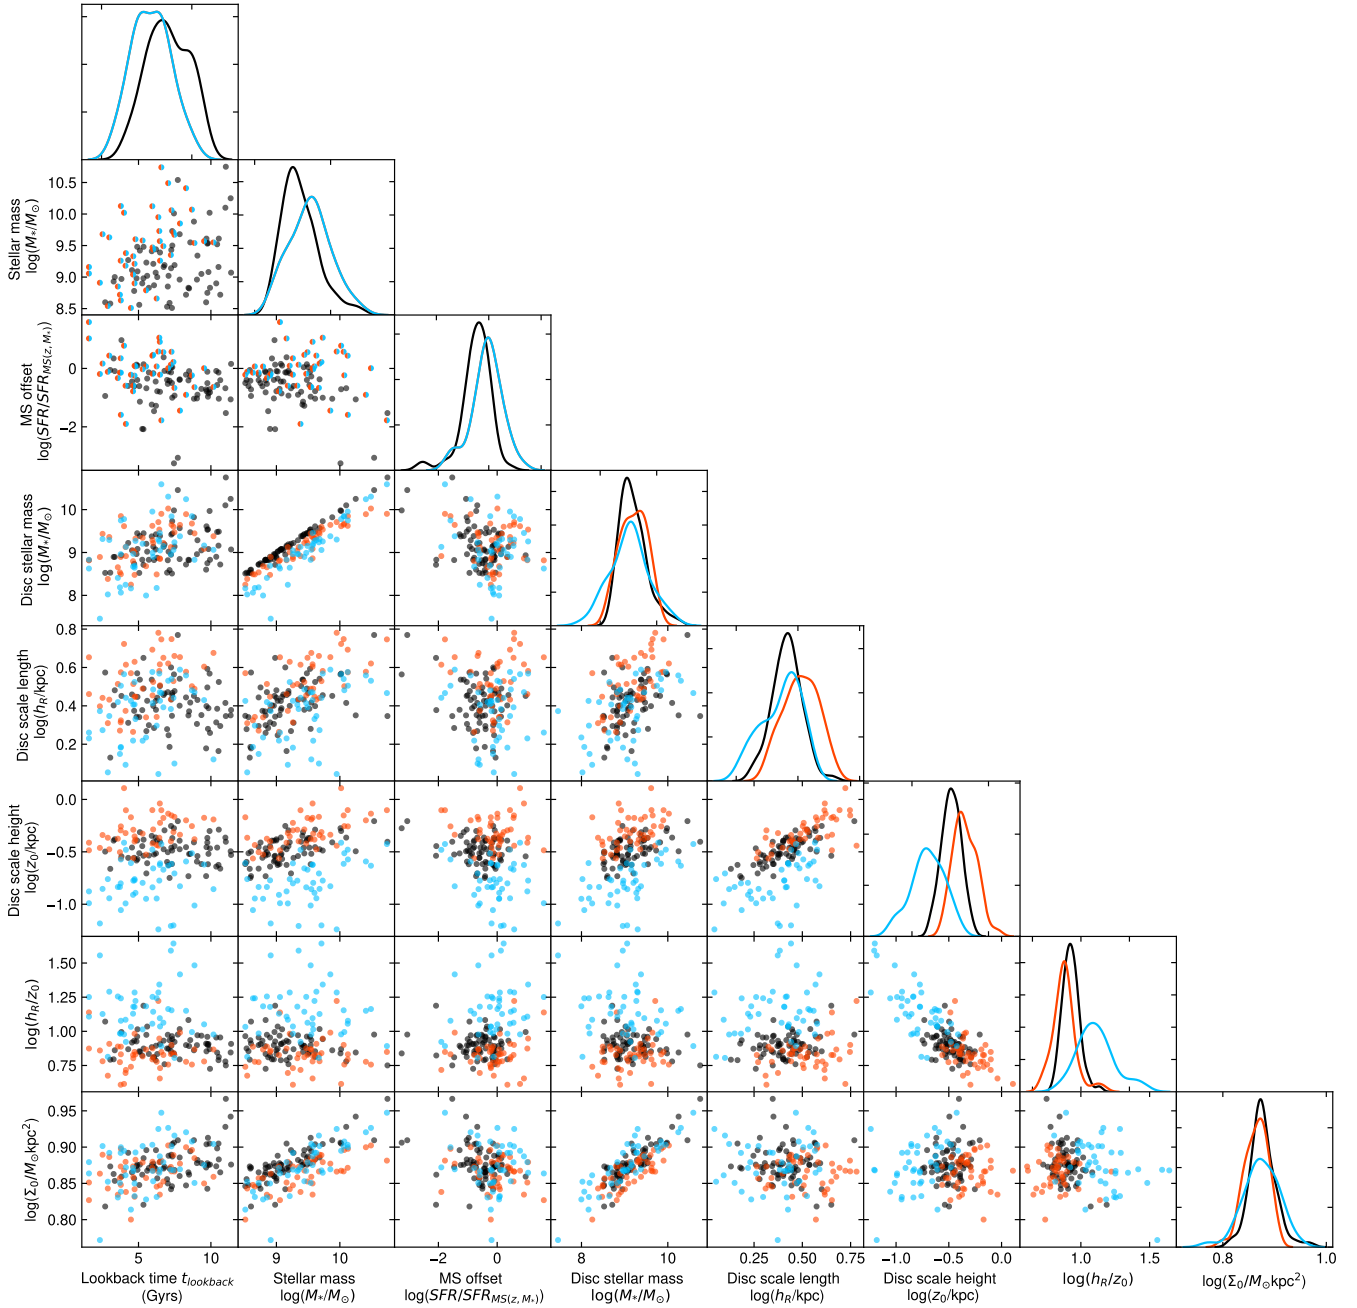 10.5
10.0
9.5
9.0
8.5
Stellar mass
log(M*/M⊙)
0
−2
MS offset
log(SFR/SFR_MS(z, M*))
10
9
8
Disc stellar mass
log(M*/M⊙)
0.8
0.6
0.4
0.2
Disc scale length
log(h_R/kpc)
0.0
−0.5
−1.0
Disc scale height
log(z_0/kpc)
1.50
1.25
1.00
0.75
log(h_R/z_0)
0.95
0.90
0.85
0.80
log(Σ_0/M⊙kpc²)
5 10
9 10
−2 0
8 10
0.25 0.50 0.75
−1.0 −0.5 0.0
1.0 1.5
0.8 0.9 1.0
Lookback time t_lookback
(Gyrs)
Stellar mass
log(M*/M⊙)
MS offset
log(SFR/SFR_MS(z, M*))
Disc stellar mass
log(M*/M⊙)
Disc scale length
log(h_R/kpc)
Disc scale height
log(z_0/kpc)
log(h_R/z_0)
log(Σ_0/M⊙kpc²)